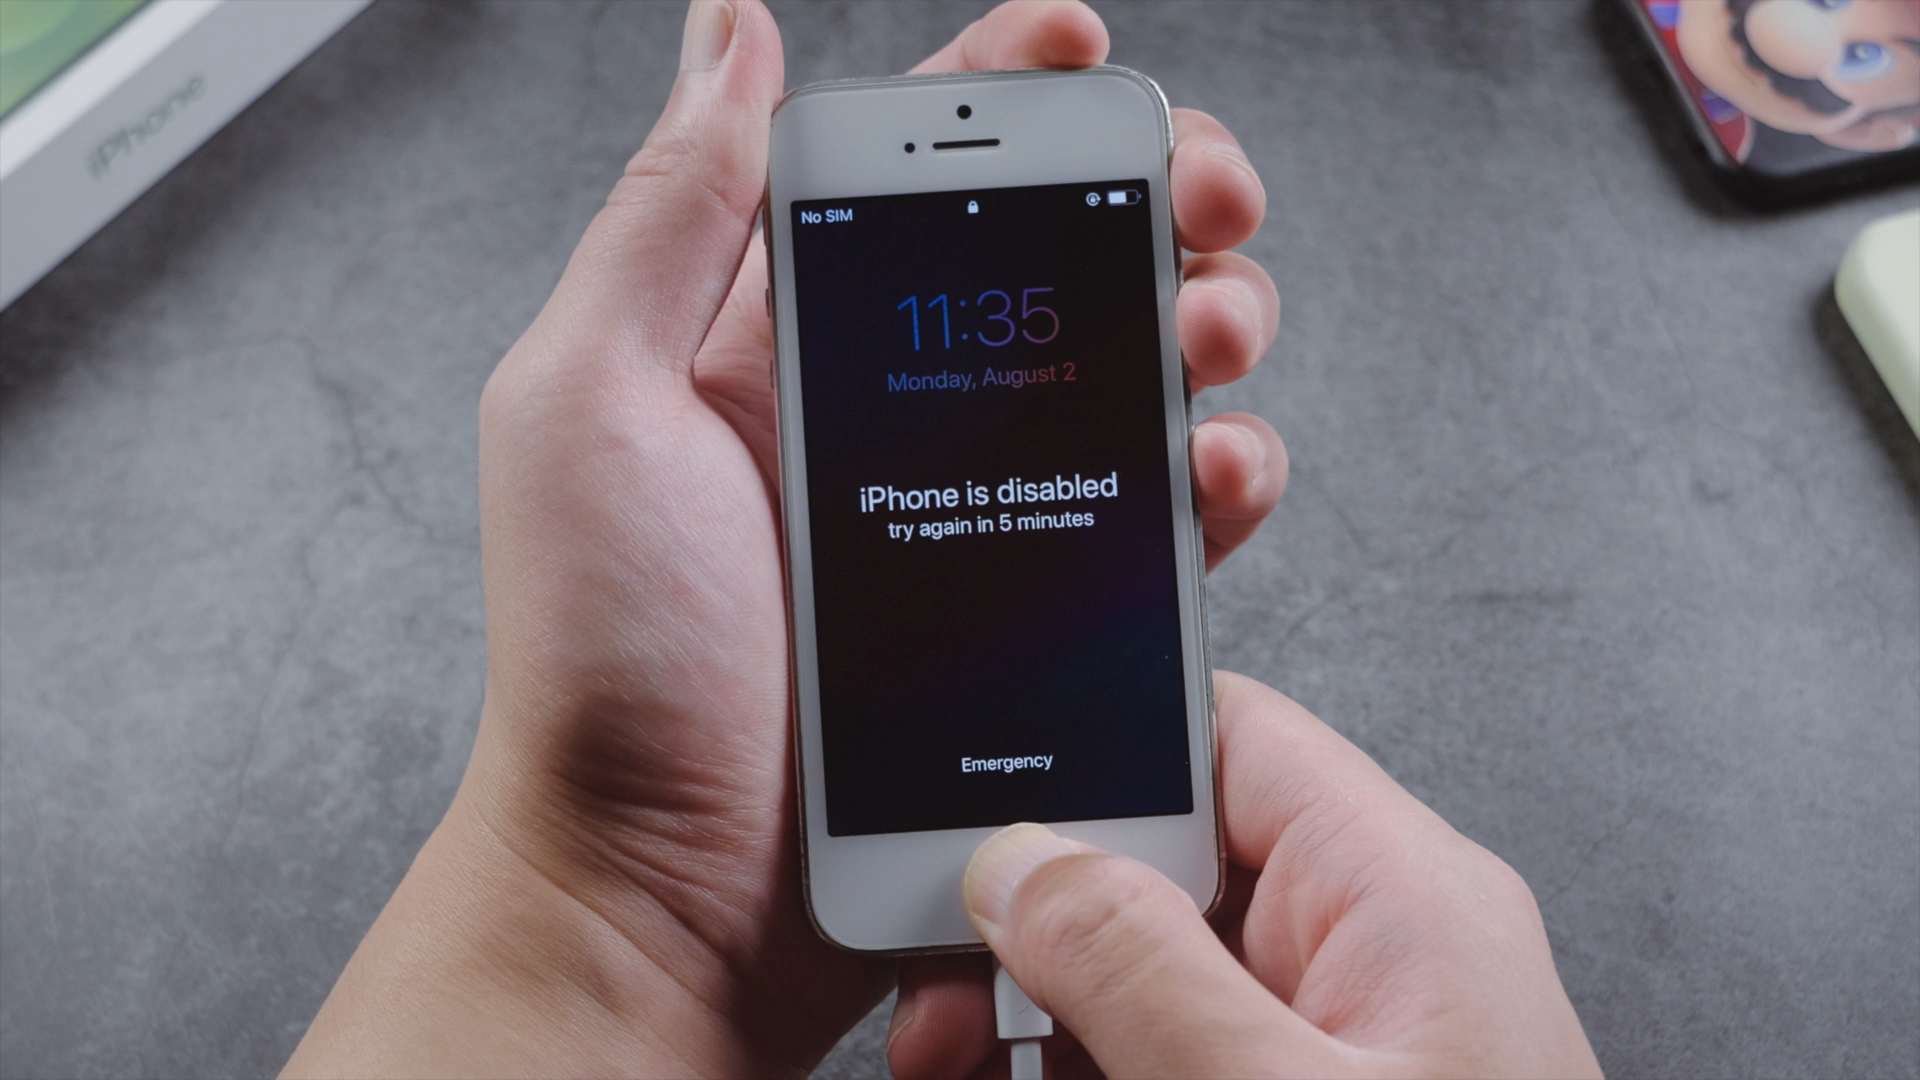 iPhone
No SIM
11:35
Monday, August 2
iPhone is disabled
try again in 5 minutes
Emergency